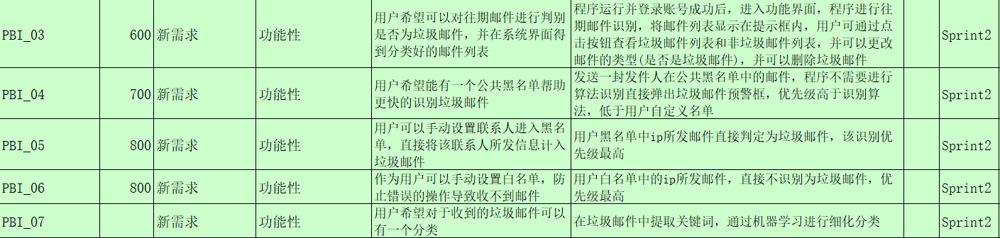 PBI_03 600 新需求 功能性 用户希望可以对往期邮件进行判别
是否为垃圾邮件，并在系统界面得
到分类好的邮件列表
程序运行并登录账号成功后，进入功能界面，程序进行往
期邮件识别，将邮件列表显示在提示框内，用户可通过点
击按钮查看垃圾邮件列表和非垃圾邮件列表，并可以更改
邮件的类型(是否是垃圾邮件)，并可以删除垃圾邮件
Sprint2
PBI_04 700 新需求 功能性 用户希望能有一个公共黑名单帮助
更快的识别垃圾邮件
发送一封发件人在公共黑名单中的邮件，程序不需要进行
算法识别直接弹出垃圾邮件预警框，优先级高于识别算
法，低于用户自定义名单
Sprint2
PBI_05 800 新需求 功能性 用户可以手动设置联系人进入黑名
单，直接将该联系人所发信息计入
垃圾邮件
用户黑名单中ip所发邮件直接判定为垃圾邮件，该识别优
先级最高
Sprint2
PBI_06 800 新需求 功能性 作为用户可以手动设置白名单，防
止错误的操作导致收不到邮件
用户白名单中的ip所发邮件，直接不识别为垃圾邮件，优
先级最高
Sprint2
PBI_07 新需求 功能性 用户希望对于收到的垃圾邮件可以
有一个分类
在垃圾邮件中提取关键词，通过机器学习进行细化分类
Sprint2